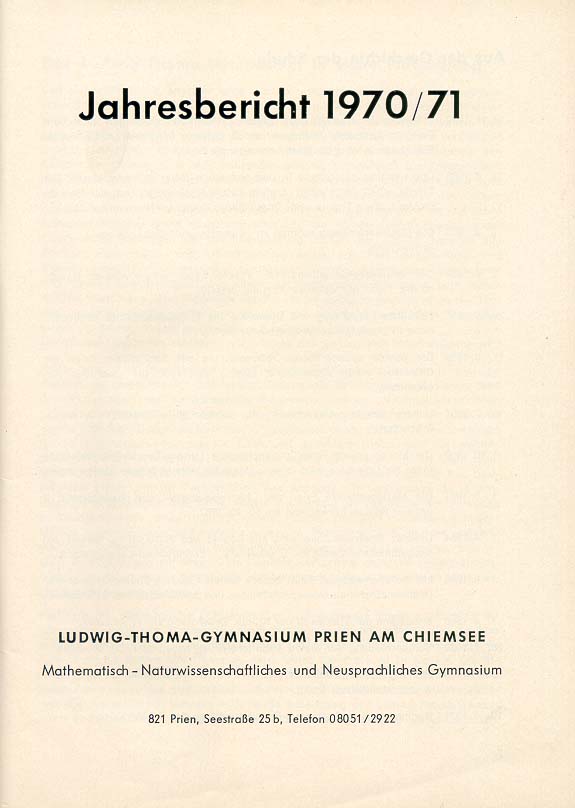 Jahresbericht 1970/71
LUDWIG-THOMA-GYMNASIUM PRIEN AM CHIEMSEE
Mathematisch-Naturwissenschaftliches und Neusprachliches Gymnasium
821 Prien, Seestraße 25b, Telefon 08051/2922